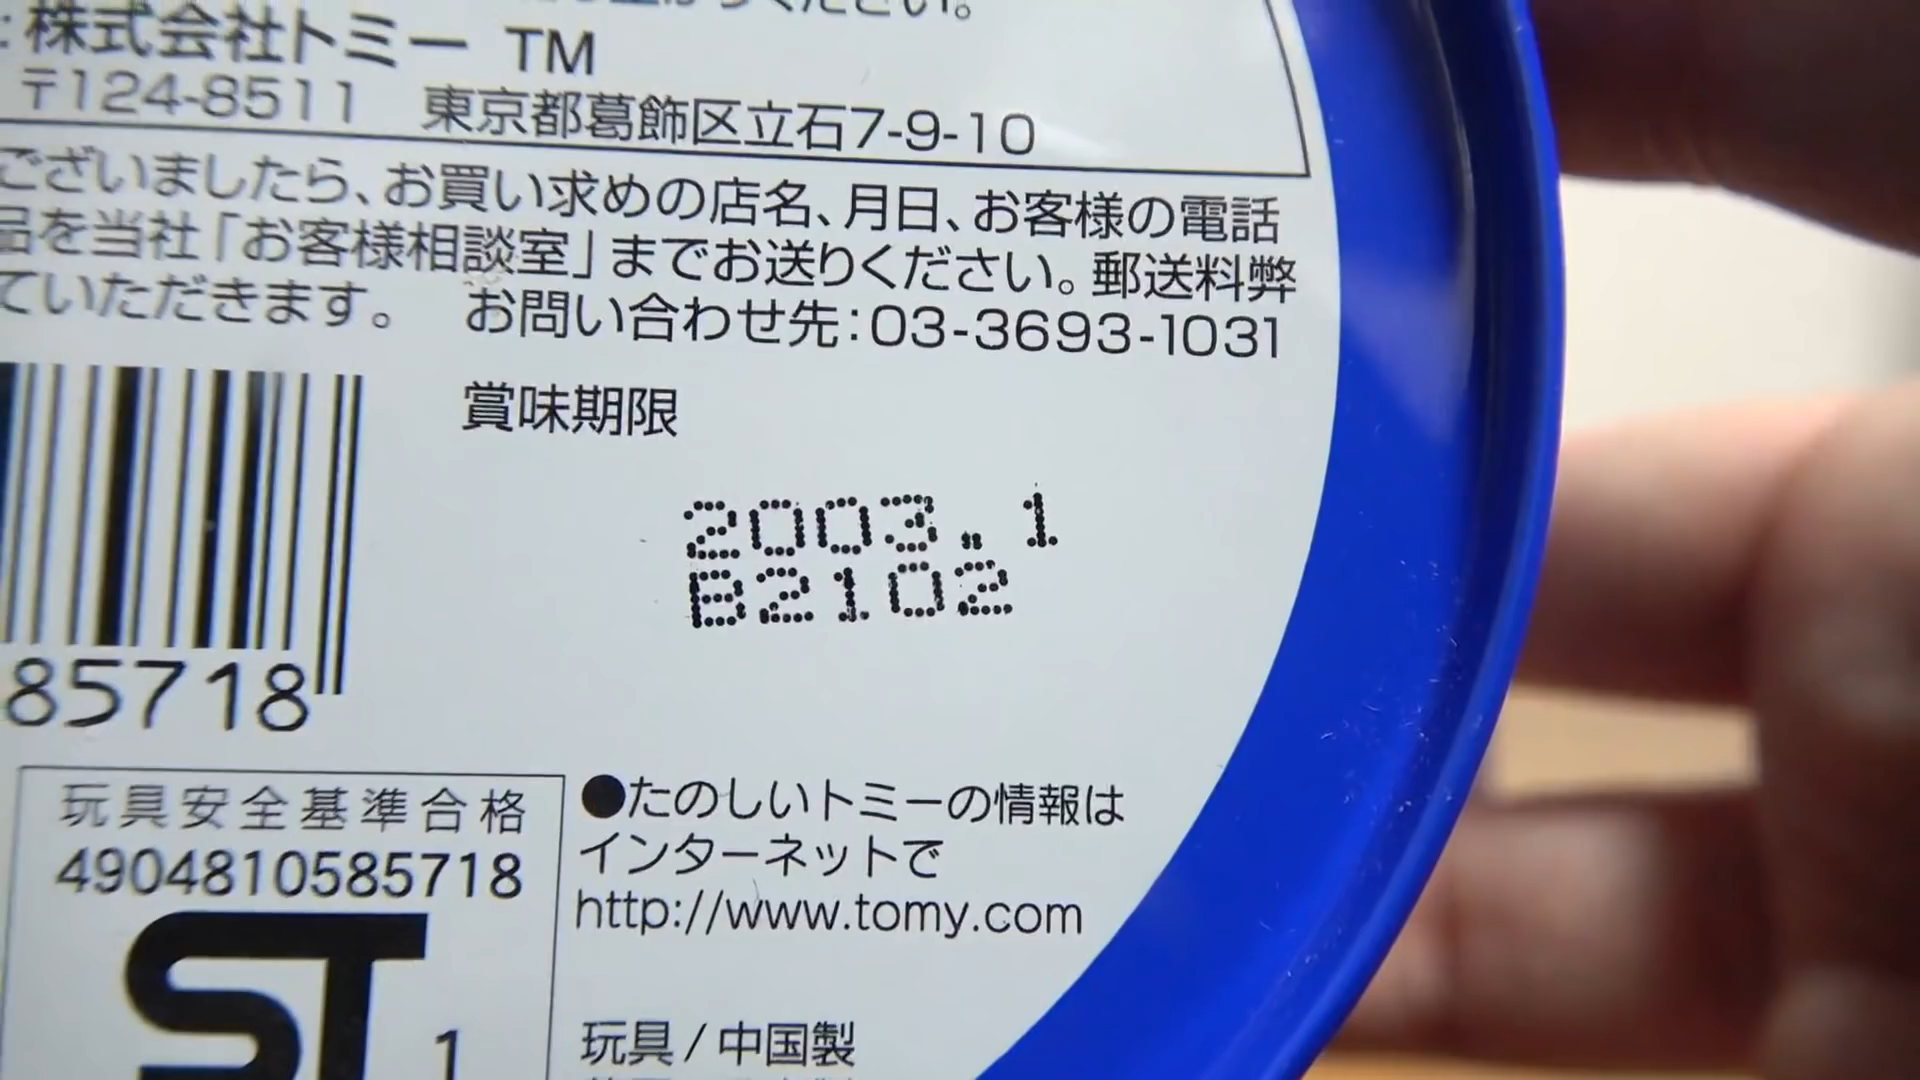 ください。
：株式会社トミー TM
〒124-8511 東京都葛飾区立石7-9-10
ございましたら、お買い求めの店名、月日、お客様の電話
品を当社「お客様相談室」までお送りください。郵送料弊
ていただきます。 お問い合わせ先：03-3693-1031
賞味期限
2003. 1
B2102
85718
玩具安全基準合格
4904810585718
ST
1
●たのしいトミーの情報は
インターネットで
http://www.tomy.com
玩具／中国製